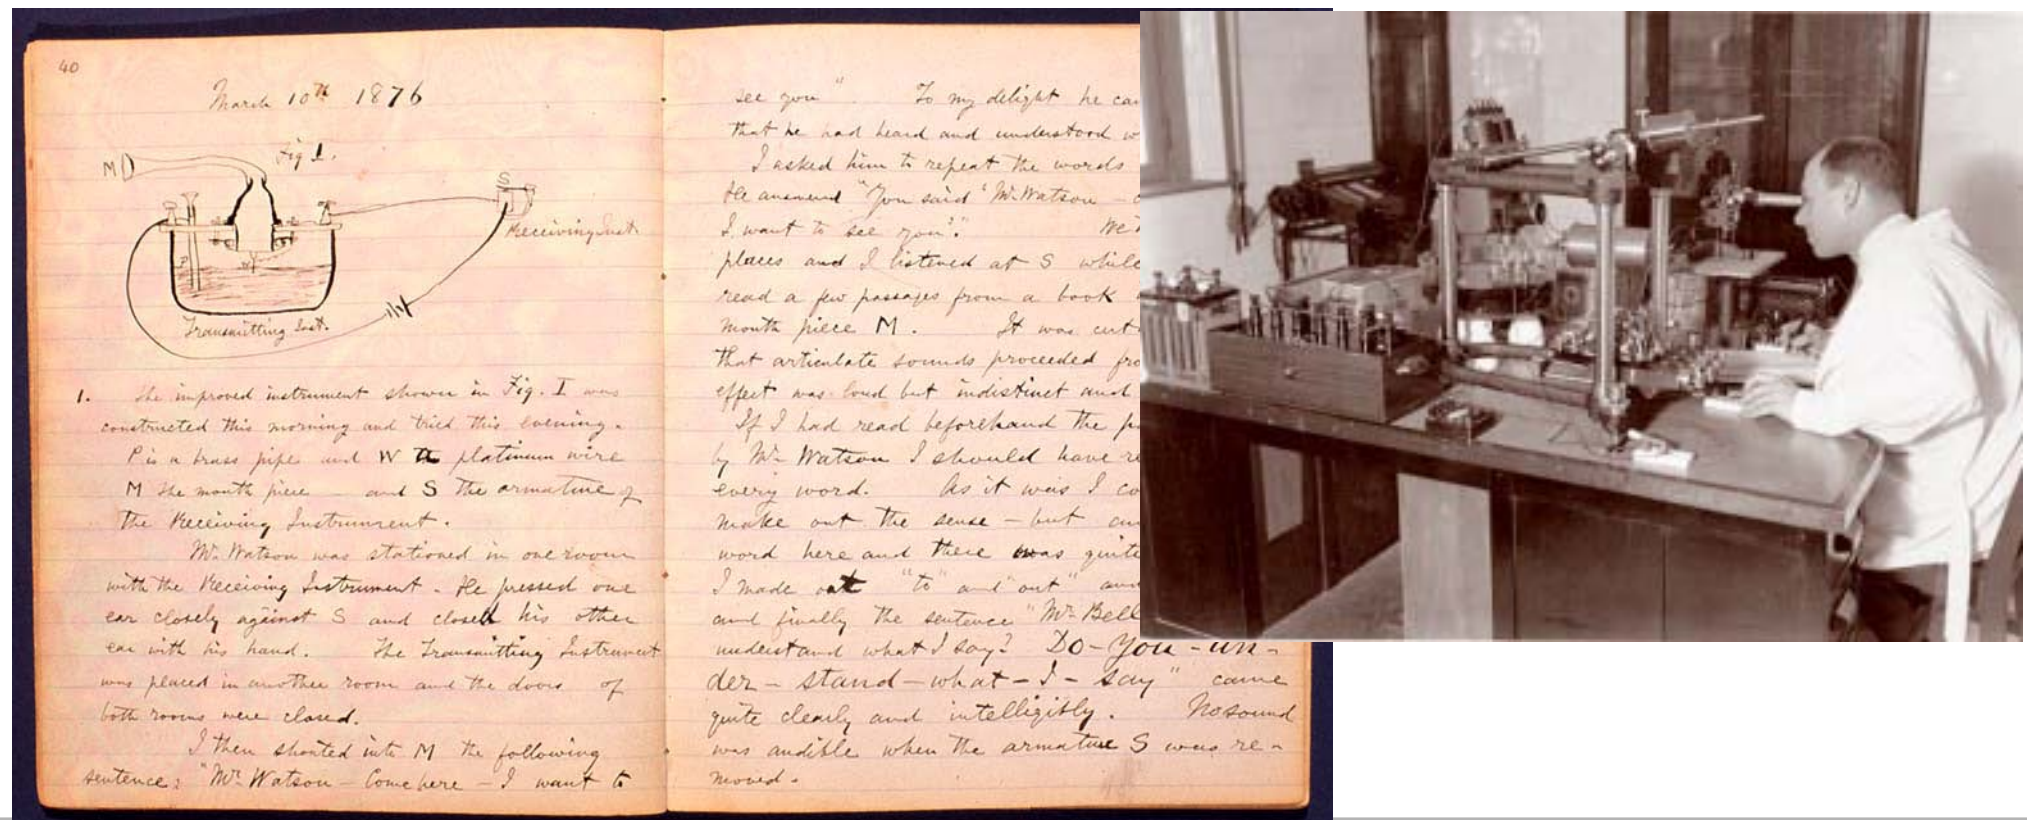 40
March 10th 1876
Fig 1.
M
S
Receiving Inst.
P
W
Transmitting Inst.
1. The improved instrument shown in Fig. I was
constructed this morning and tried this evening.
P is a brass pipe and W the platinum wire
M the mouth piece — and S the armature of
the Receiving Instrument.
Mr. Watson was stationed in one room
with the Receiving Instrument. He pressed one
ear closely against S and closed his other
ear with his hand. The Transmitting Instrument
was placed in another room and the doors of
both rooms were closed.
I then shouted into M the following
sentence: "Mr. Watson — Come here — I want to
see you". To my delight he ca
that he had heard and understood w
I asked him to repeat the words
He answered "You said 'Mr. Watson — c
I want to see you'." We
places and I listened at S while
read a few passages from a book
mouth piece M. It was cert
that articulate sounds proceeded fro
effect was loud but indistinct and
If I had read beforehand the pa
by Mr. Watson I should have re
every word. As it was I co
make out the sense — but an
word here and there was quite
I made out "to" and "out" an
and finally the sentence "Mr. Bell
understand what I say? Do — you — un-
der — stand — what — I — say" came
quite clearly and intelligibly. No sound
was audible when the armature S was re-
moved.